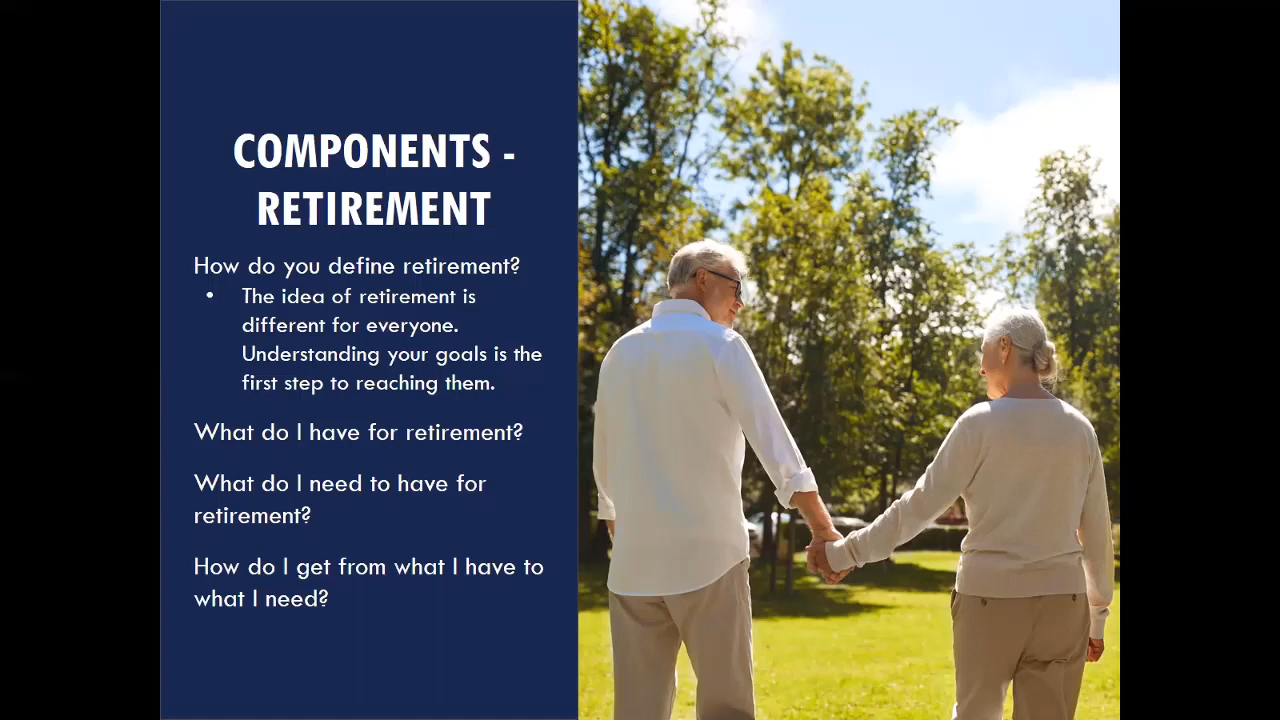 COMPONENTS -
RETIREMENT
How do you define retirement?
• The idea of retirement is
different for everyone.
Understanding your goals is the
first step to reaching them.
What do I have for retirement?
What do I need to have for
retirement?
How do I get from what I have to
what I need?